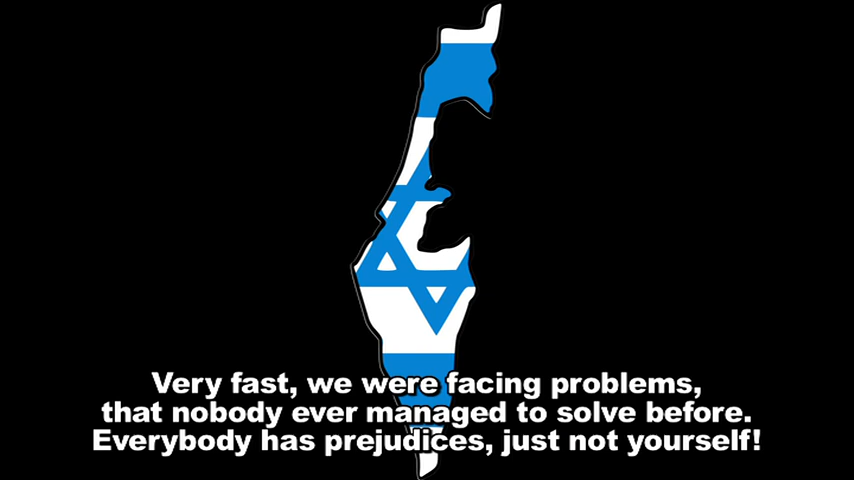 Very fast, we were facing problems,
that nobody ever managed to solve before.
Everybody has prejudices, just not yourself!